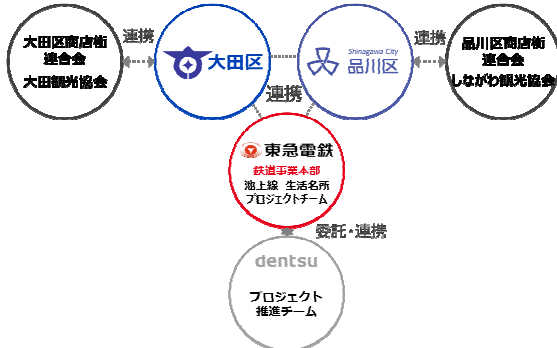 大田区商店街
連合会
大田観光協会
連携
大田区
Shinagawa City
品川区
連携
品川区商店街
連合会
しながわ観光協会
連携
東急電鉄
鉄道事業本部
池上線 生活名所
プロジェクトチーム
委託・連携
dentsu
プロジェクト
推進チーム